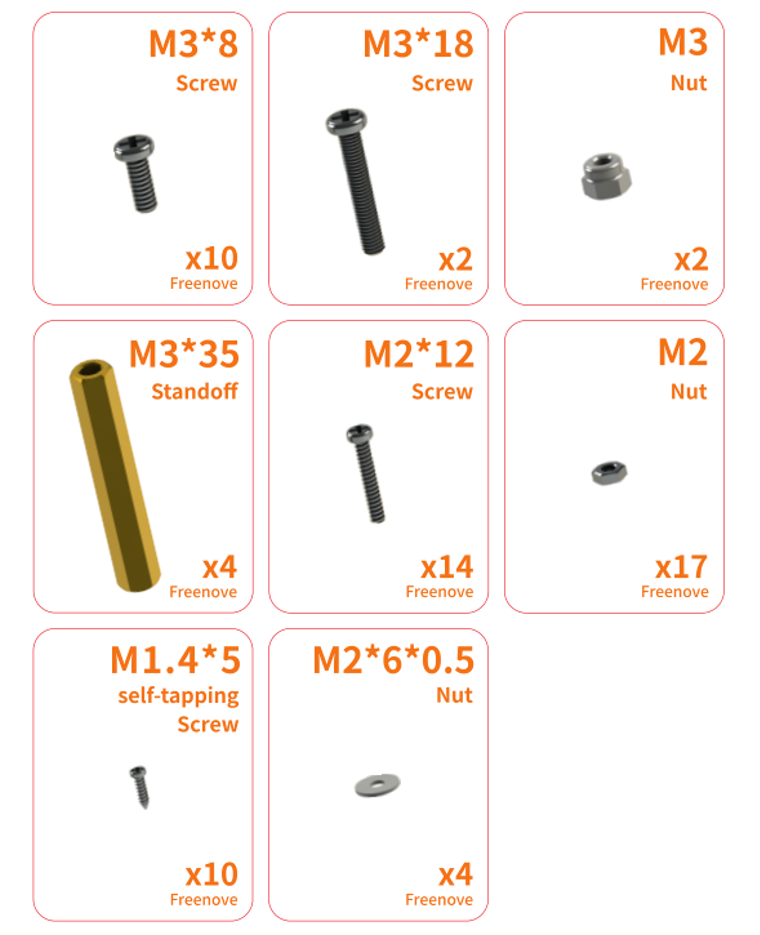 M3*8
Screw
x10
Freenove
M3*18
Screw
x2
Freenove
M3
Nut
x2
Freenove
M3*35
Standoff
x4
Freenove
M2*12
Screw
x14
Freenove
M2
Nut
x17
Freenove
M1.4*5
self-tapping
Screw
x10
Freenove
M2*6*0.5
Nut
x4
Freenove